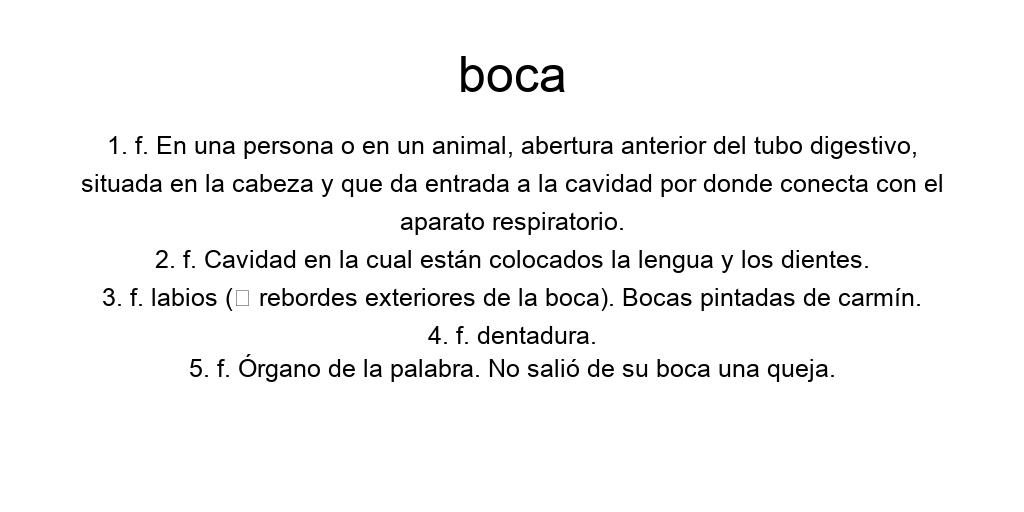 boca
1. f. En una persona o en un animal, abertura anterior del tubo digestivo,
situada en la cabeza y que da entrada a la cavidad por donde conecta con el
aparato respiratorio.
2. f. Cavidad en la cual están colocados la lengua y los dientes.
3. f. labios (▯ rebordes exteriores de la boca). Bocas pintadas de carmín.
4. f. dentadura.
5. f. Órgano de la palabra. No salió de su boca una queja.